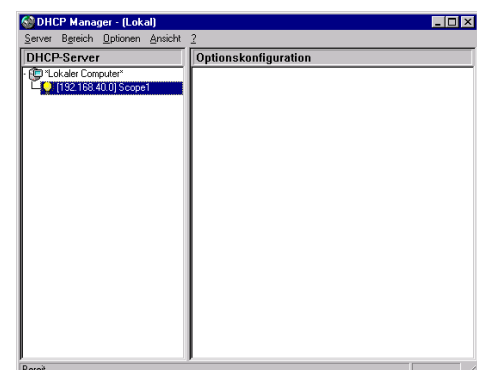 DHCP Manager - (Lokal)
Server Bereich Optionen Ansicht ?
DHCP-Server Optionskonfiguration
*Lokaler Computer*
[192.168.40.0] Scope1
Bereit